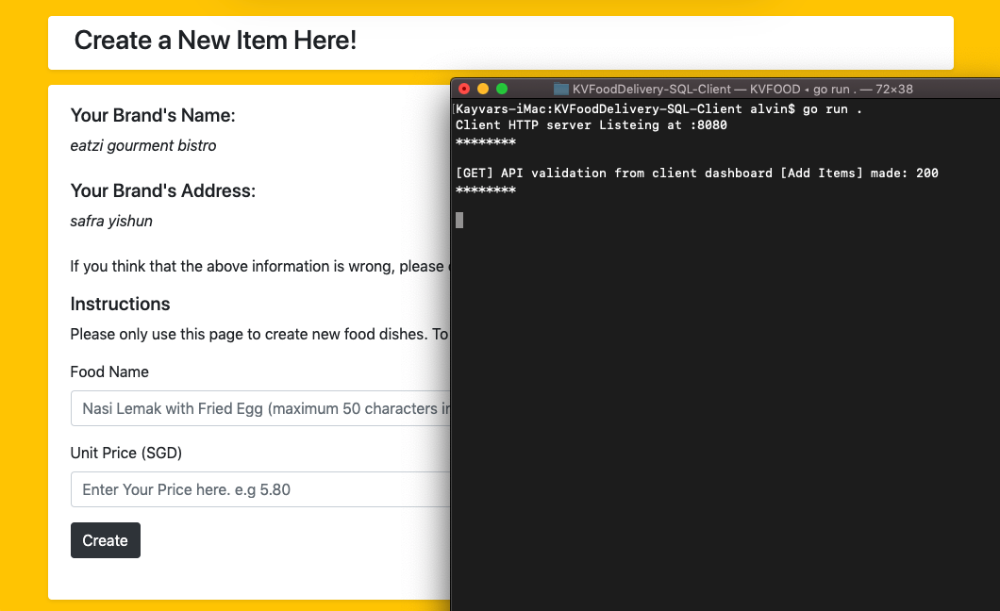 Create a New Item Here!
Your Brand's Name:
eatzi gourment bistro
Your Brand's Address:
safra yishun
If you think that the above information is wrong, please
Instructions
Please only use this page to create new food dishes. To
Food Name
Nasi Lemak with Fried Egg (maximum 50 characters
Unit Price (SGD)
Enter Your Price here. e.g 5.80
Create
KVFoodDelivery-SQL-Client — KVFOOD ◂ go run . — 72×38
[Kayvars-iMac:KVFoodDelivery-SQL-Client alvin$ go run .
Client HTTP server Listeing at :8080
********
[GET] API validation from client dashboard [Add Items] made: 200
********